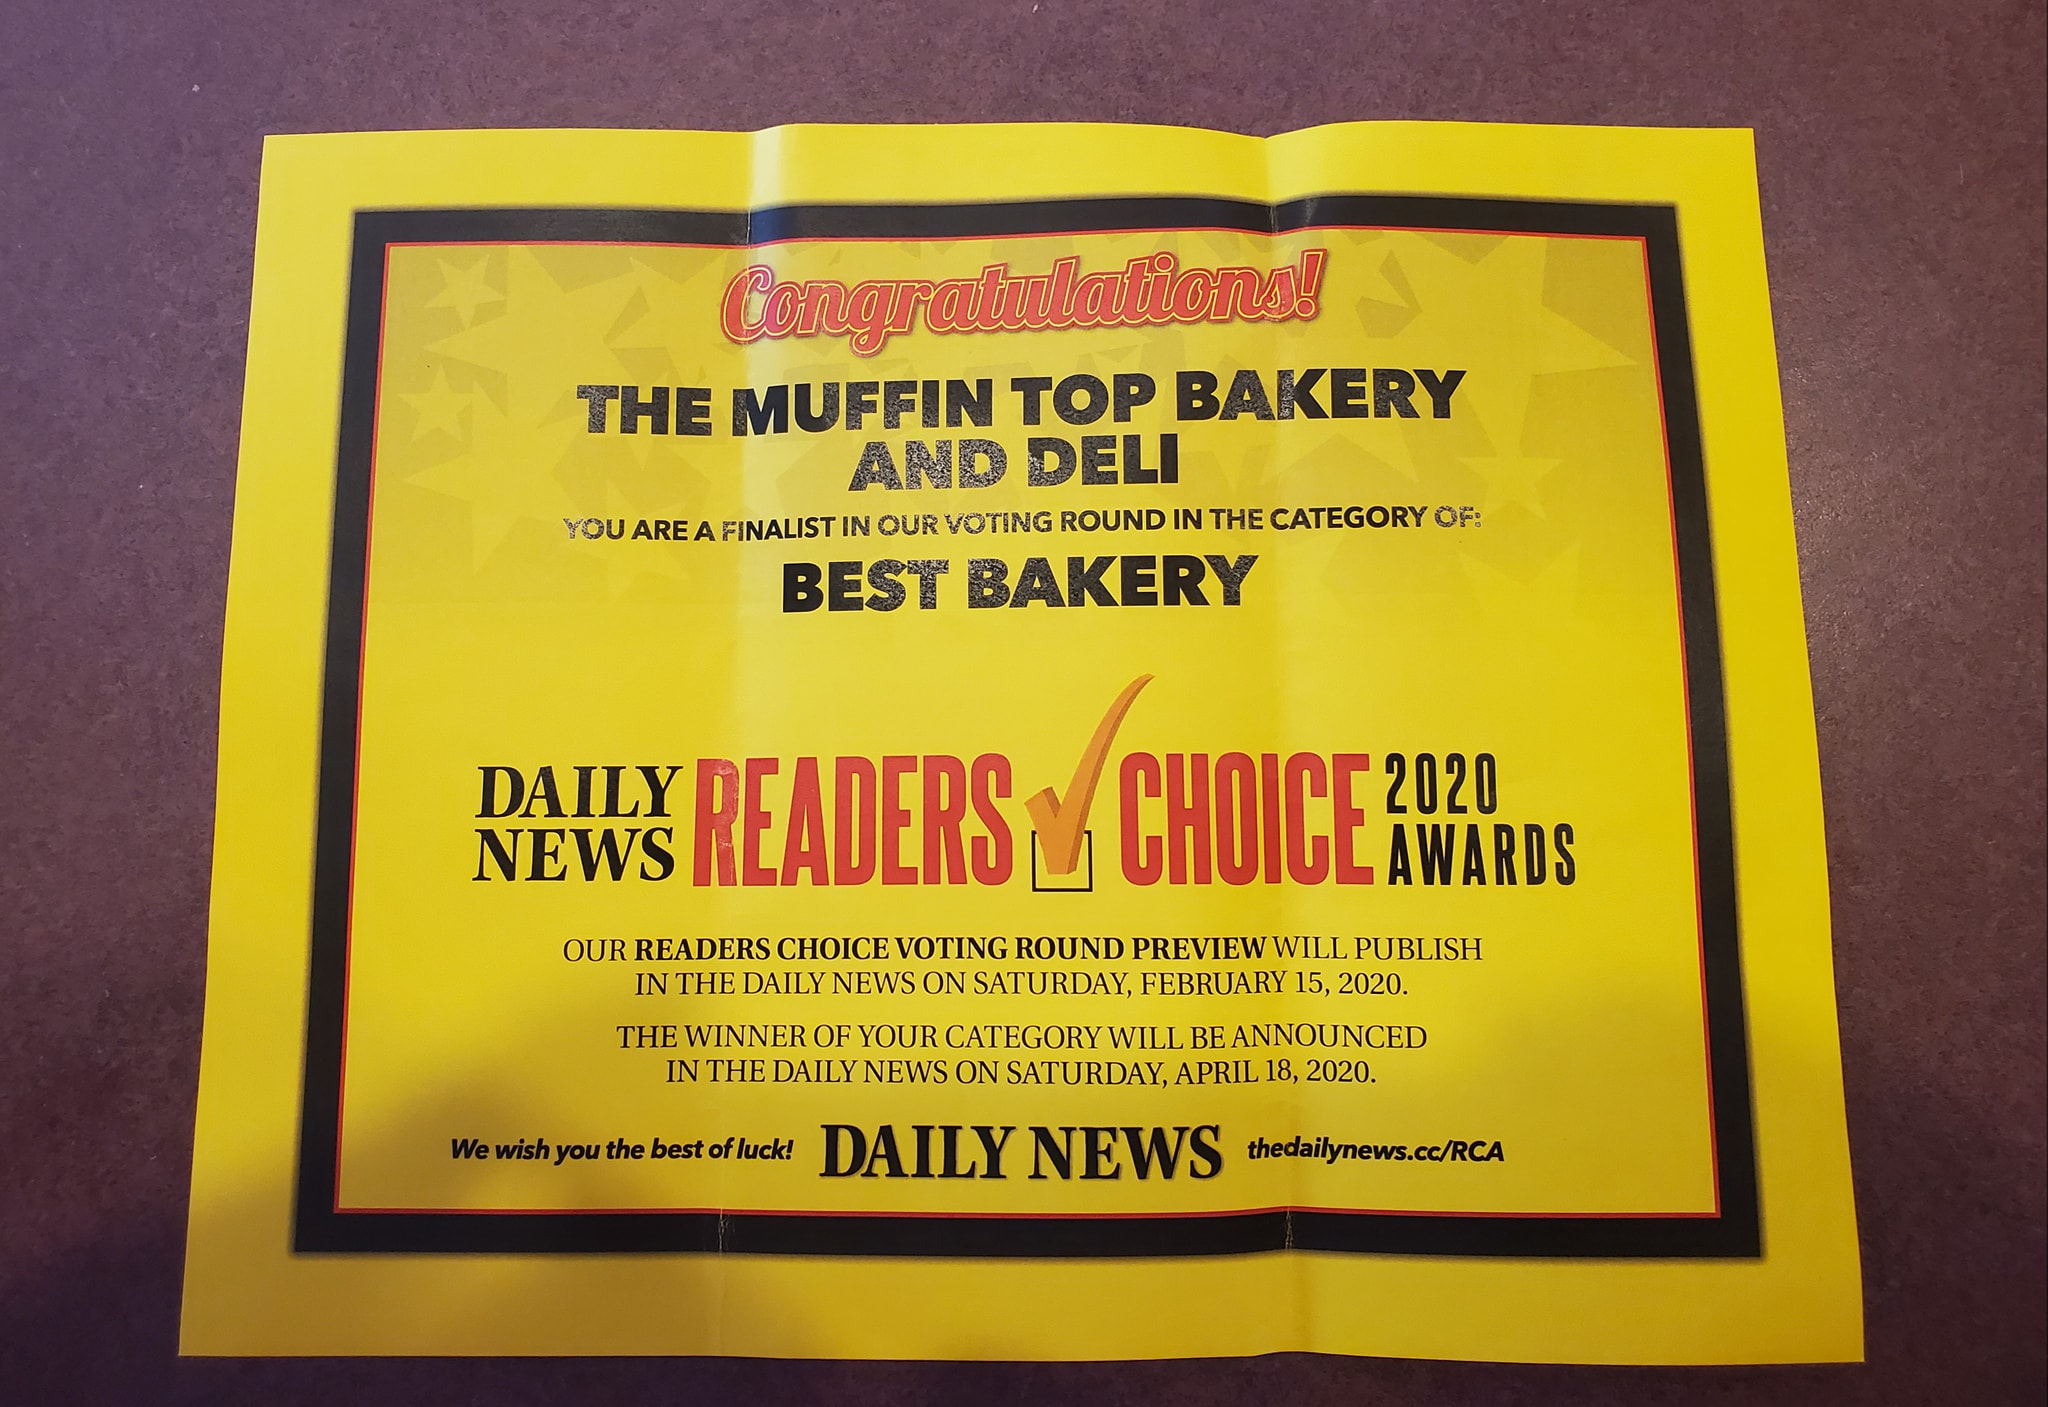 Congratulations!
THE MUFFIN TOP BAKERY
AND DELI
YOU ARE A FINALIST IN OUR VOTING ROUND IN THE CATEGORY OF:
BEST BAKERY
DAILY NEWS READERS CHOICE 2020 AWARDS
OUR READERS CHOICE VOTING ROUND PREVIEW WILL PUBLISH
IN THE DAILY NEWS ON SATURDAY, FEBRUARY 15, 2020.
THE WINNER OF YOUR CATEGORY WILL BE ANNOUNCED
IN THE DAILY NEWS ON SATURDAY, APRIL 18, 2020.
We wish you the best of luck! DAILY NEWS thedailynews.cc/RCA